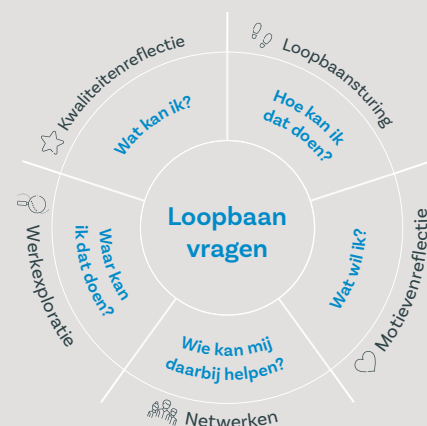 Loopbaan
vragen
Kwaliteitenreflectie
Wat kan ik?
Loopbaansturing
Hoe kan ik
dat doen?
Motievenreflectie
Wat wil ik?
Netwerken
Wie kan mij
daarbij helpen?
Werkexploratie
Waar kan
ik dat doen?